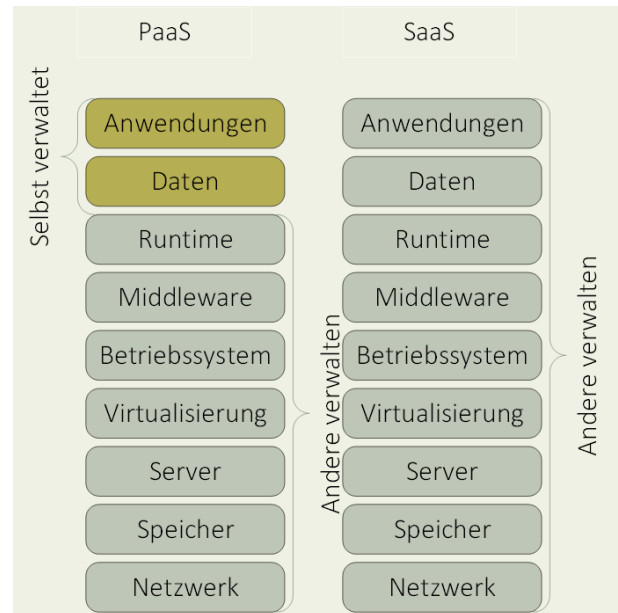 PaaS
SaaS
Selbst verwaltet
Anwendungen
Daten
Runtime
Middleware
Betriebssystem
Virtualisierung
Server
Speicher
Netzwerk
Andere verwalten
Anwendungen
Daten
Runtime
Middleware
Betriebssystem
Virtualisierung
Server
Speicher
Netzwerk
Andere verwalten